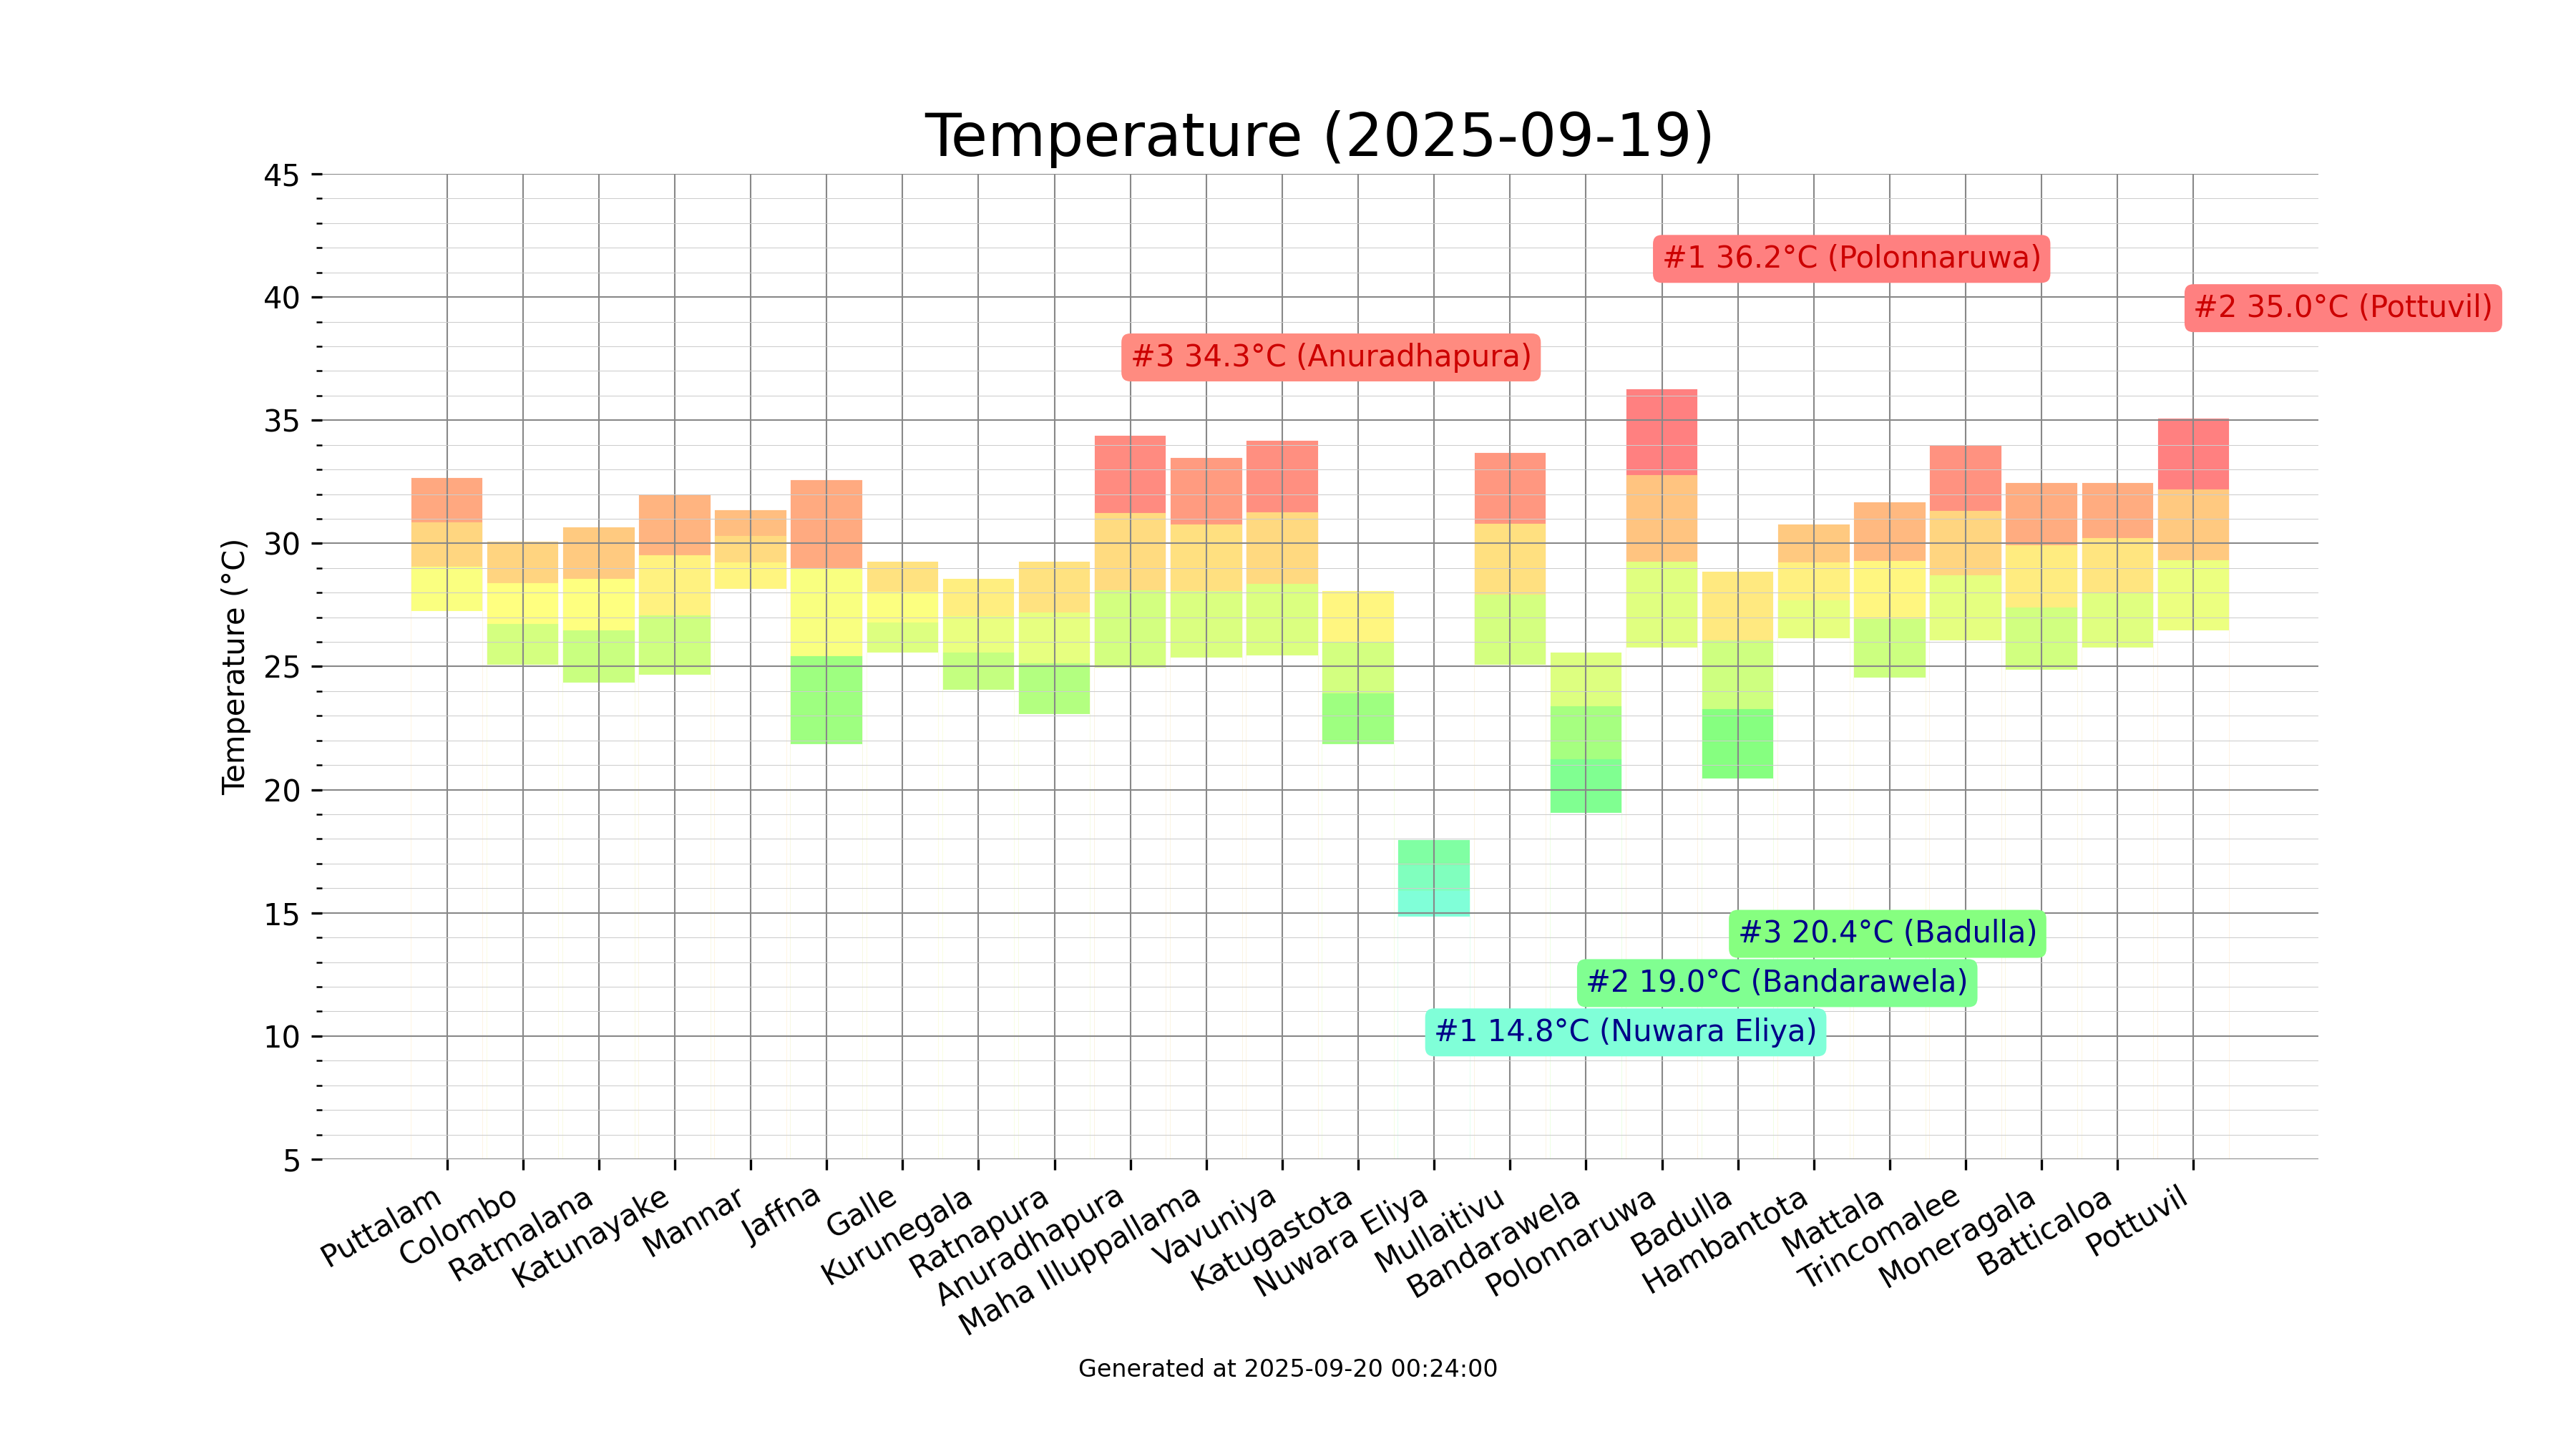 Temperature (2025-09-19)
Temperature (°C)
45
40
35
30
25
20
15
10
5
#1 36.2°C (Polonnaruwa)
#2 35.0°C (Pottuvil)
#3 34.3°C (Anuradhapura)
#3 20.4°C (Badulla)
#2 19.0°C (Bandarawela)
#1 14.8°C (Nuwara Eliya)
Puttalam
Colombo
Ratmalana
Katunayake
Mannar
Jaffna
Galle
Kurunegala
Ratnapura
Anuradhapura
Maha Illuppallama
Vavuniya
Katugastota
Nuwara Eliya
Mullaitivu
Bandarawela
Polonnaruwa
Badulla
Hambantota
Mattala
Trincomalee
Moneragala
Batticaloa
Pottuvil
Generated at 2025-09-20 00:24:00